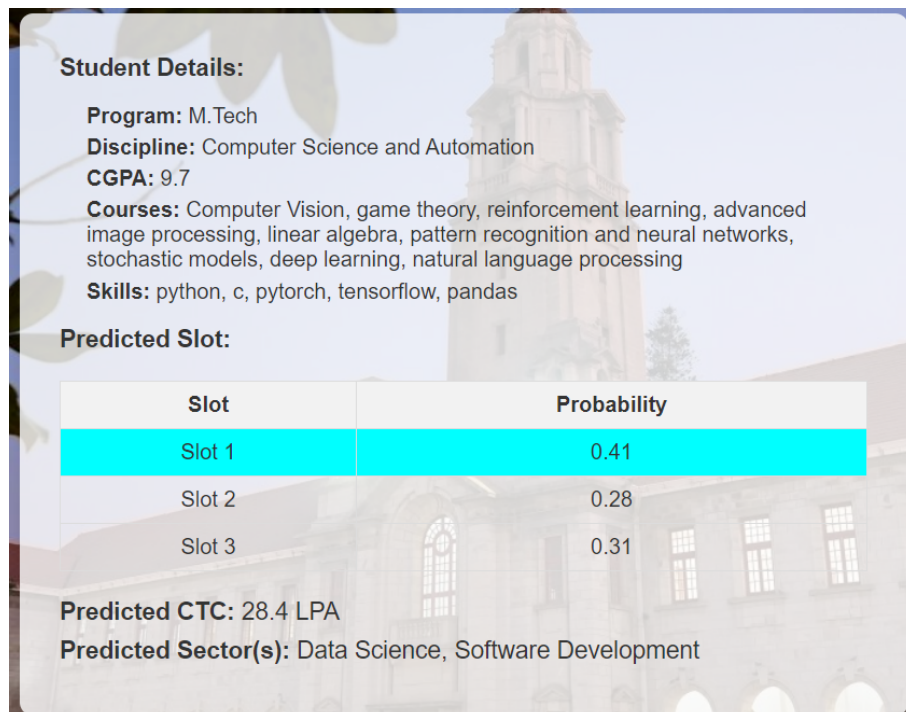 Student Details:
Program: M.Tech
Discipline: Computer Science and Automation
CGPA: 9.7
Courses: Computer Vision, game theory, reinforcement learning, advanced
image processing, linear algebra, pattern recognition and neural networks,
stochastic models, deep learning, natural language processing
Skills: python, c, pytorch, tensorflow, pandas
Predicted Slot:
Slot Probability
Slot 1 0.41
Slot 2 0.28
Slot 3 0.31
Predicted CTC: 28.4 LPA
Predicted Sector(s): Data Science, Software Development